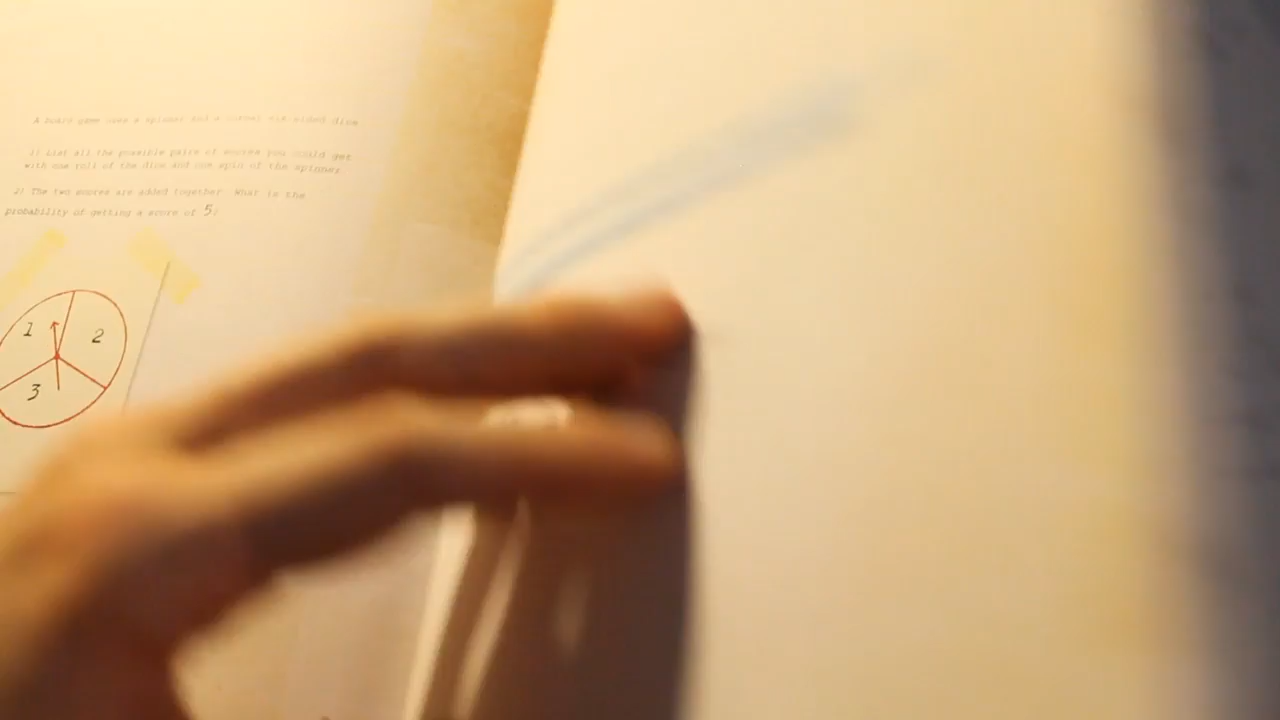 A board game uses a spinner and a normal six-sided dice
1) List all the possible pairs of scores you could get
with one roll of the dice and one spin of the spinner
2) The two scores are added together. What is the
probability of getting a score of 5?
1
2
3